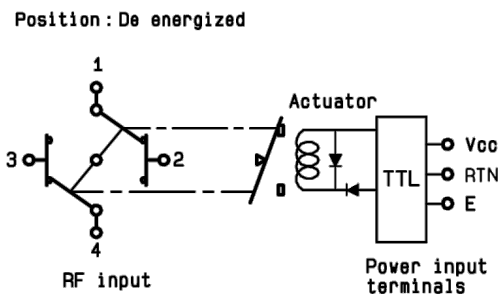 Position : De energized
1
Actuator
3
2
TTL
Vcc
RTN
E
4
RF input
Power input
terminals